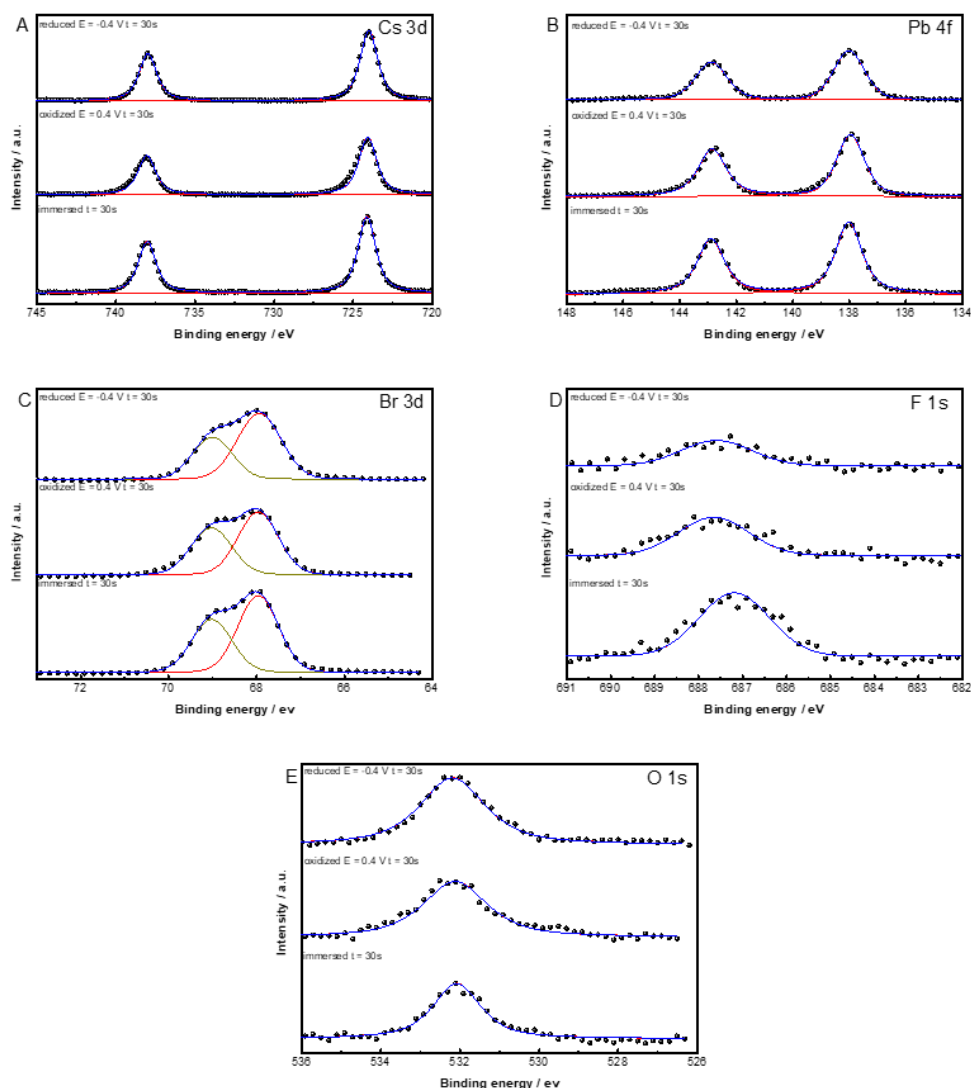 A
reduced E = -0.4 V t = 30s
Cs 3d
oxidized E = 0.4 V t = 30s
immersed t = 30s
Intensity / a.u.
745 740 735 730 725 720
Binding energy / eV
B
reduced E = -0.4 V t = 30s
Pb 4f
oxidized E = 0.4 V t = 30s
immersed t = 30s
Intensity / a.u.
148 146 144 142 140 138 136 134
Binding energy / eV
C
reduced E = -0.4 V t = 30s
Br 3d
oxidized E = 0.4 V t = 30s
immersed t = 30s
Intensity / a.u.
72 70 68 66 64
Binding energy / ev
D
reduced E = -0.4 V t = 30s
F 1s
oxidized E = 0.4 V t = 30s
immersed t = 30s
Intensity / a.u.
691 690 689 688 687 686 685 684 683 682
Binding energy / eV
E
reduced E = -0.4 V t = 30s
O 1s
oxidized E = 0.4 V t = 30s
immersed t = 30s
Intensity / a.u.
536 534 532 530 528 526
Binding energy / ev